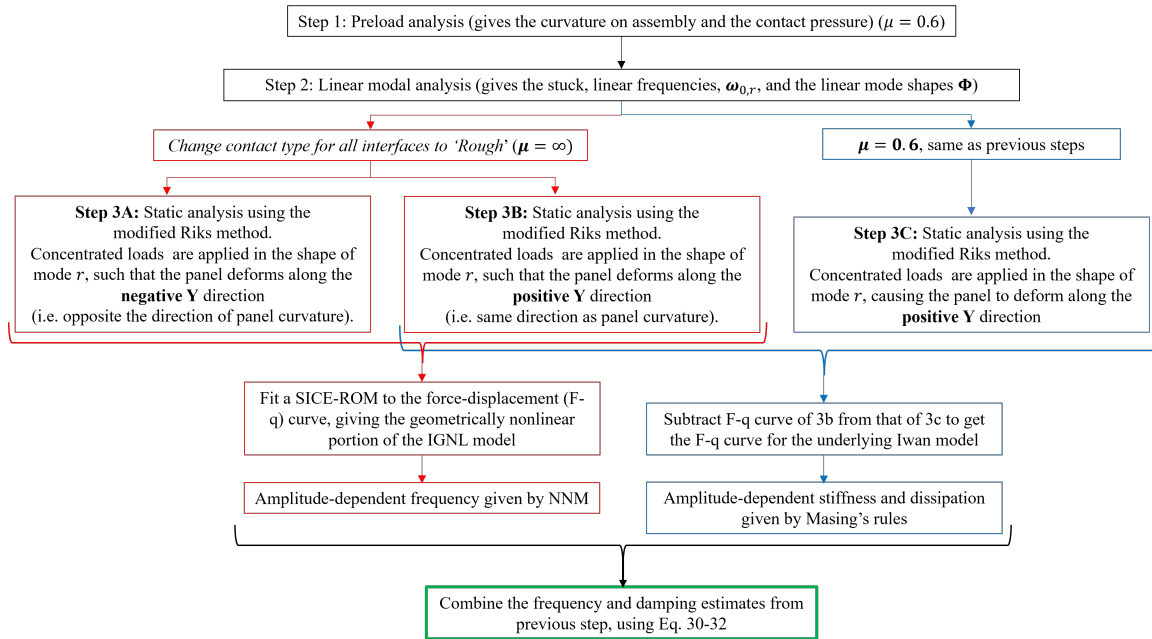 Step 1: Preload analysis (gives the curvature on assembly and the contact pressure) (μ = 0.6)
Step 2: Linear modal analysis (gives the stuck, linear frequencies, ω₀,ᵣ, and the linear mode shapes Φ)
Change contact type for all interfaces to ‘Rough’ (μ = ∞)
μ = 0.6, same as previous steps
Step 3A: Static analysis using the
modified Riks method.
Concentrated loads are applied in the shape of
mode r, such that the panel deforms along the
negative Y direction
(i.e. opposite the direction of panel curvature).
Step 3B: Static analysis using the
modified Riks method.
Concentrated loads are applied in the shape of
mode r, such that the panel deforms along the
positive Y direction
(i.e. same direction as panel curvature).
Step 3C: Static analysis using the
modified Riks method.
Concentrated loads are applied in the shape of
mode r, causing the panel to deform along the
positive Y direction
Fit a SICE-ROM to the force-displacement (F-
q) curve, giving the geometrically nonlinear
portion of the IGNL model
Subtract F-q curve of 3b from that of 3c to get
the F-q curve for the underlying Iwan model
Amplitude-dependent frequency given by NNM
Amplitude-dependent stiffness and dissipation
given by Masing’s rules
Combine the frequency and damping estimates from
previous step, using Eq. 30-32